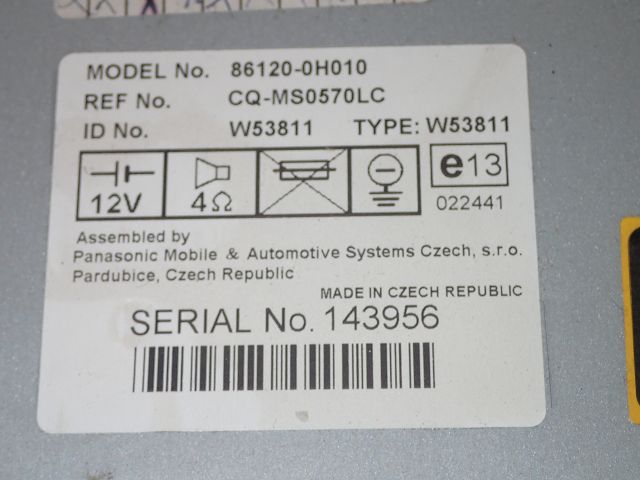 MODEL No. 86120-0H010
REF No. CQ-MS0570LC
ID No. W53811 TYPE: W53811
12V 4Ω e13
022441
Assembled by
Panasonic Mobile & Automotive Systems Czech, s.r.o.
Pardubice, Czech Republic
MADE IN CZECH REPUBLIC
SERIAL No. 143956